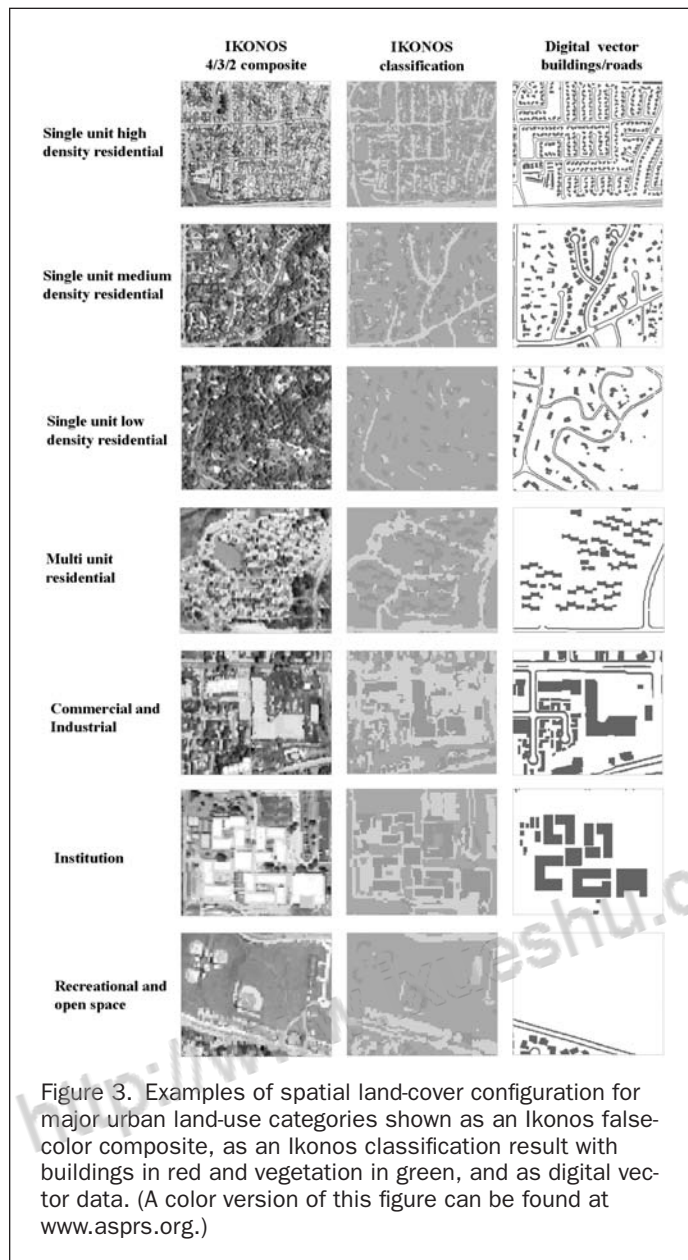 IKONOS
4/3/2 composite
IKONOS
classification
Digital vector
buildings/roads
Single unit high
density residential
Single unit medium
density residential
Single unit low
density residential
Multi unit
residential
Commercial and
Industrial
Institution
Recreational and
open space
Figure 3. Examples of spatial land-cover configuration for
major urban land-use categories shown as an Ikonos false-
color composite, as an Ikonos classification result with
buildings in red and vegetation in green, and as digital vec-
tor data. (A color version of this figure can be found at
www.asprs.org.)